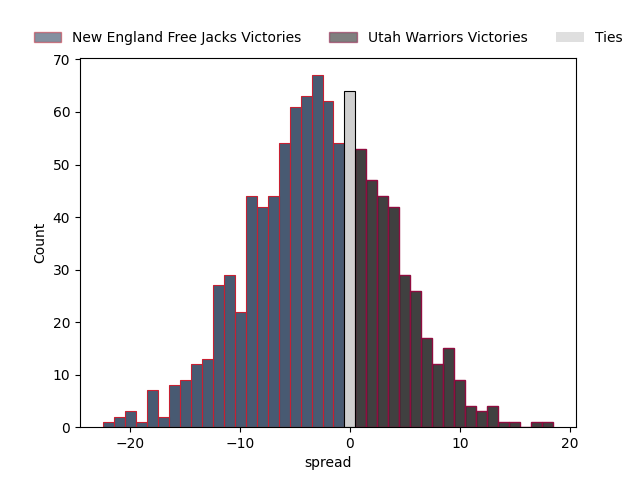 New England Free Jacks Victories Utah Warriors Victories Ties
70
60
50
40
30
20
10
0
Count
−20 −10 0 10 20
spread